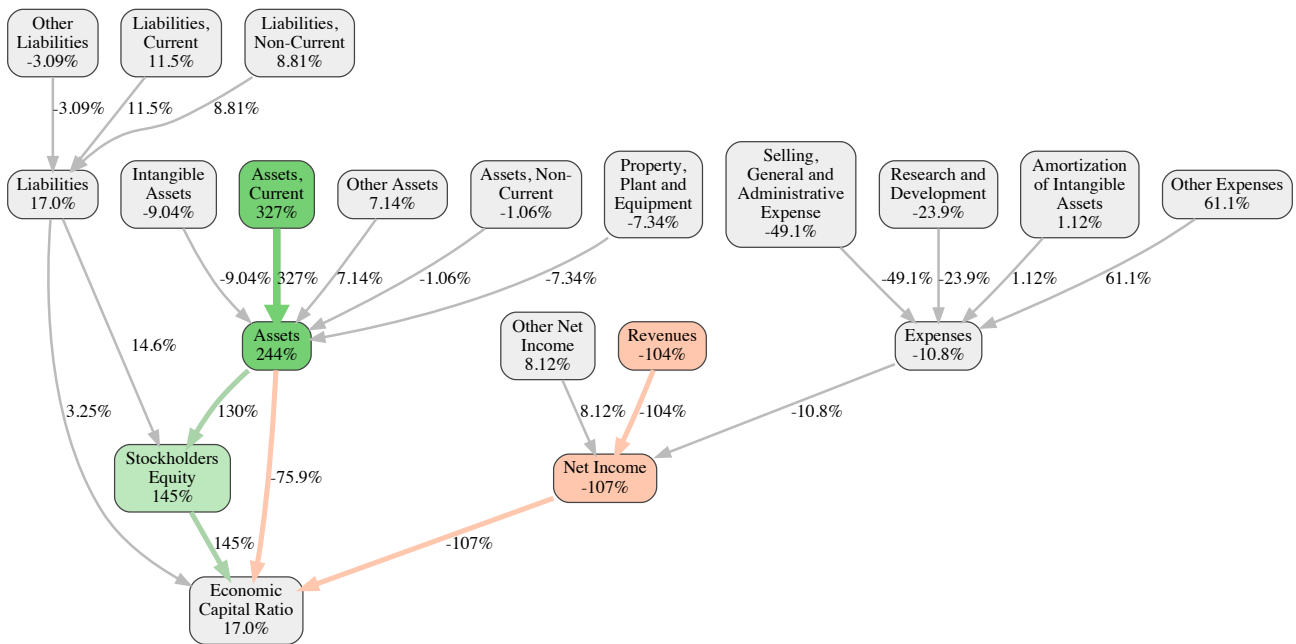 Other
Liabilities
-3.09%
Liabilities,
Current
11.5%
Liabilities,
Non-Current
8.81%
-3.09%
11.5%
8.81%
Liabilities
17.0%
Intangible
Assets
-9.04%
Assets,
Current
327%
Other Assets
7.14%
Assets, Non-
Current
-1.06%
Property,
Plant and
Equipment
-7.34%
Selling,
General and
Administrative
Expense
-49.1%
Research and
Development
-23.9%
Amortization
of Intangible
Assets
1.12%
Other Expenses
61.1%
-9.04%
327%
7.14%
-1.06%
-7.34%
-49.1%
-23.9%
1.12%
61.1%
14.6%
Assets
244%
Other Net
Income
8.12%
Revenues
-104%
Expenses
-10.8%
3.25%
130%
8.12%
-104%
-10.8%
Stockholders
Equity
145%
-75.9%
Net Income
-107%
145%
-107%
Economic
Capital Ratio
17.0%